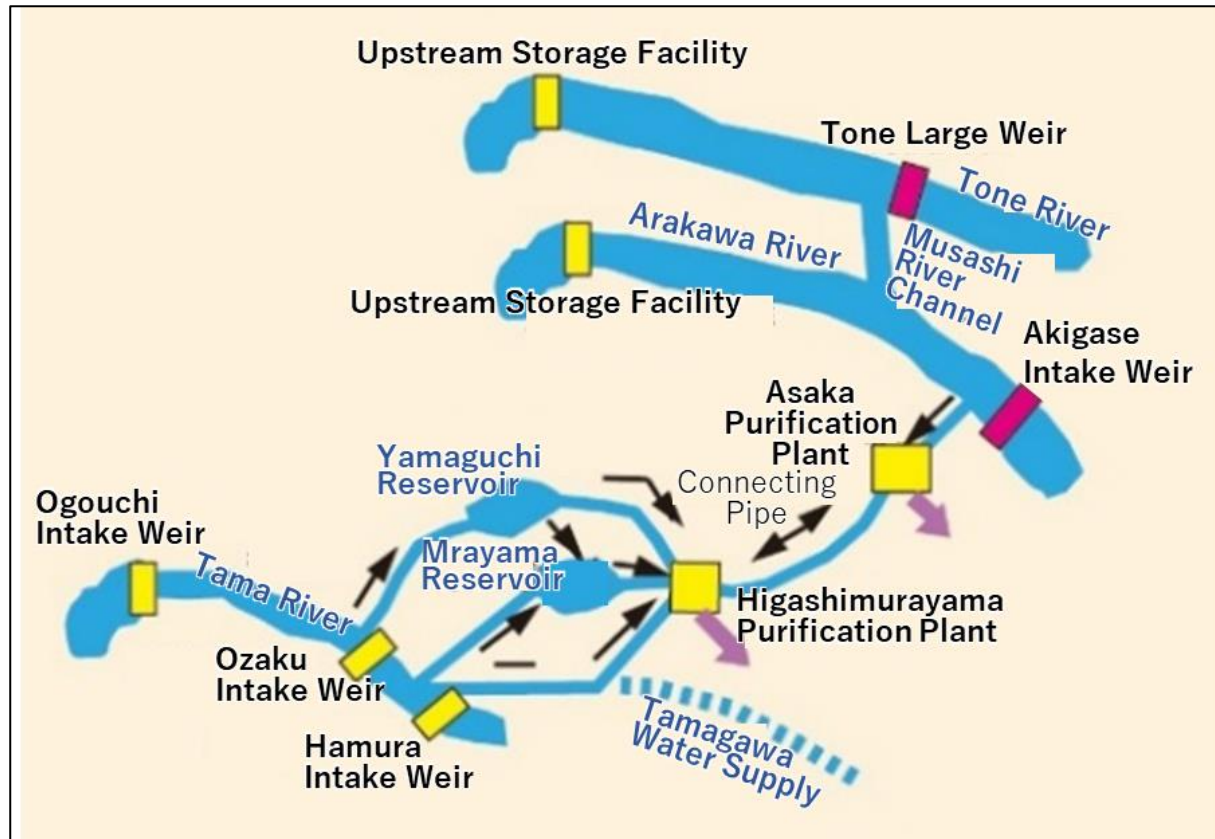 Upstream Storage Facility
Tone Large Weir
Tone River
Arakawa River
Musashi
River
Channel
Upstream Storage Facility
Akigase
Intake Weir
Asaka
Purification
Plant
Connecting
Pipe
Yamaguchi
Reservoir
Ogouchi
Intake Weir
Mrayama
Reservoir
Tama River
Higashimurayama
Purification Plant
Ozaku
Intake Weir
Hamura
Intake Weir
Tamagawa
Water Supply